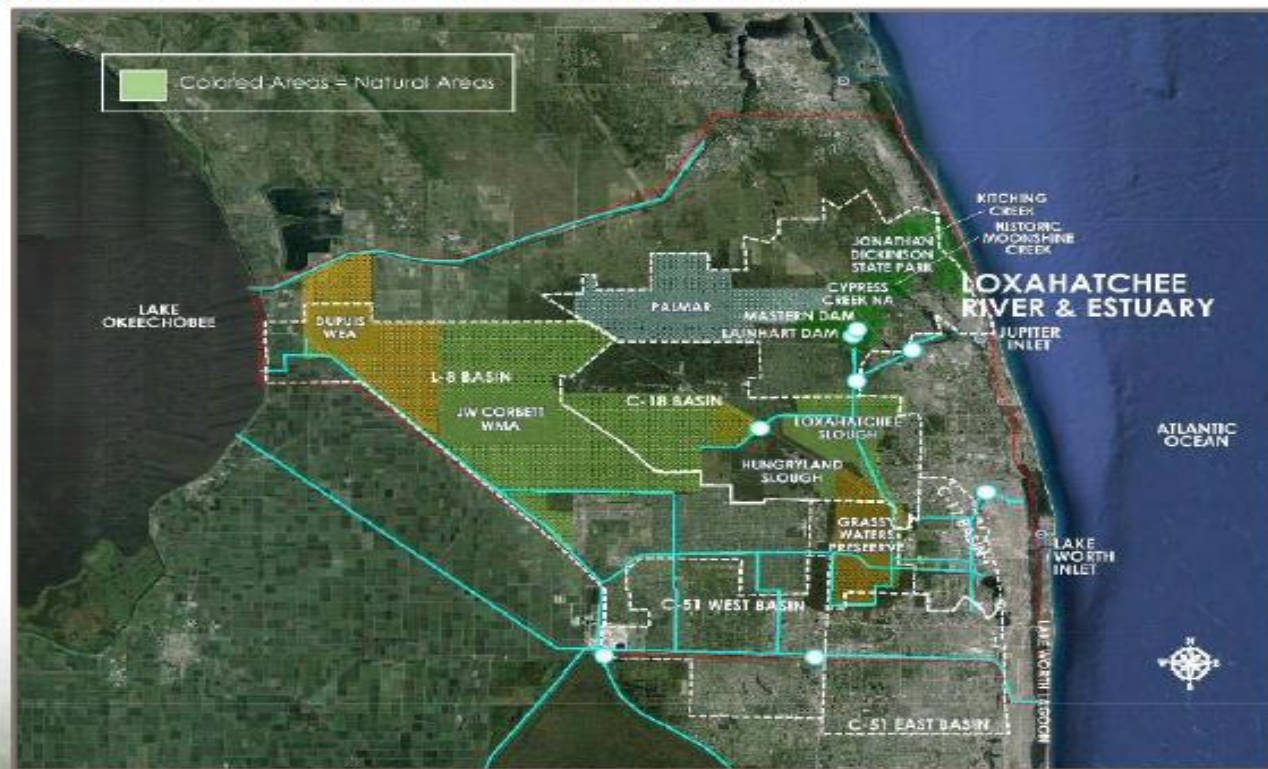 Colored Areas = Natural Areas
KITCHING
CREEK
HISTORIC
MOONSHINE
CREEK
JONATHAN
DICKINSON
STATE PARK
LOXAHATCHEE
RIVER & ESTUARY
CYPRESS
CREEK NA
LAKE
OKEECHOBEE
PALMAR
MASTERN DAM
LAINHART DAM
JUPITER
INLET
DUPUIS
WEA
L-8 BASIN
C-18 BASIN
JW CORBETT
WMA
LOXAHATCHEE
SLOUGH
ATLANTIC
OCEAN
HUNGRYLAND
SLOUGH
C-17 BASIN
GRASSY
WATERS
PRESERVE
LAKE
WORTH
INLET
C-51 WEST BASIN
LAKE WORTH LAGOON
N
W E
S
C-51 EAST BASIN